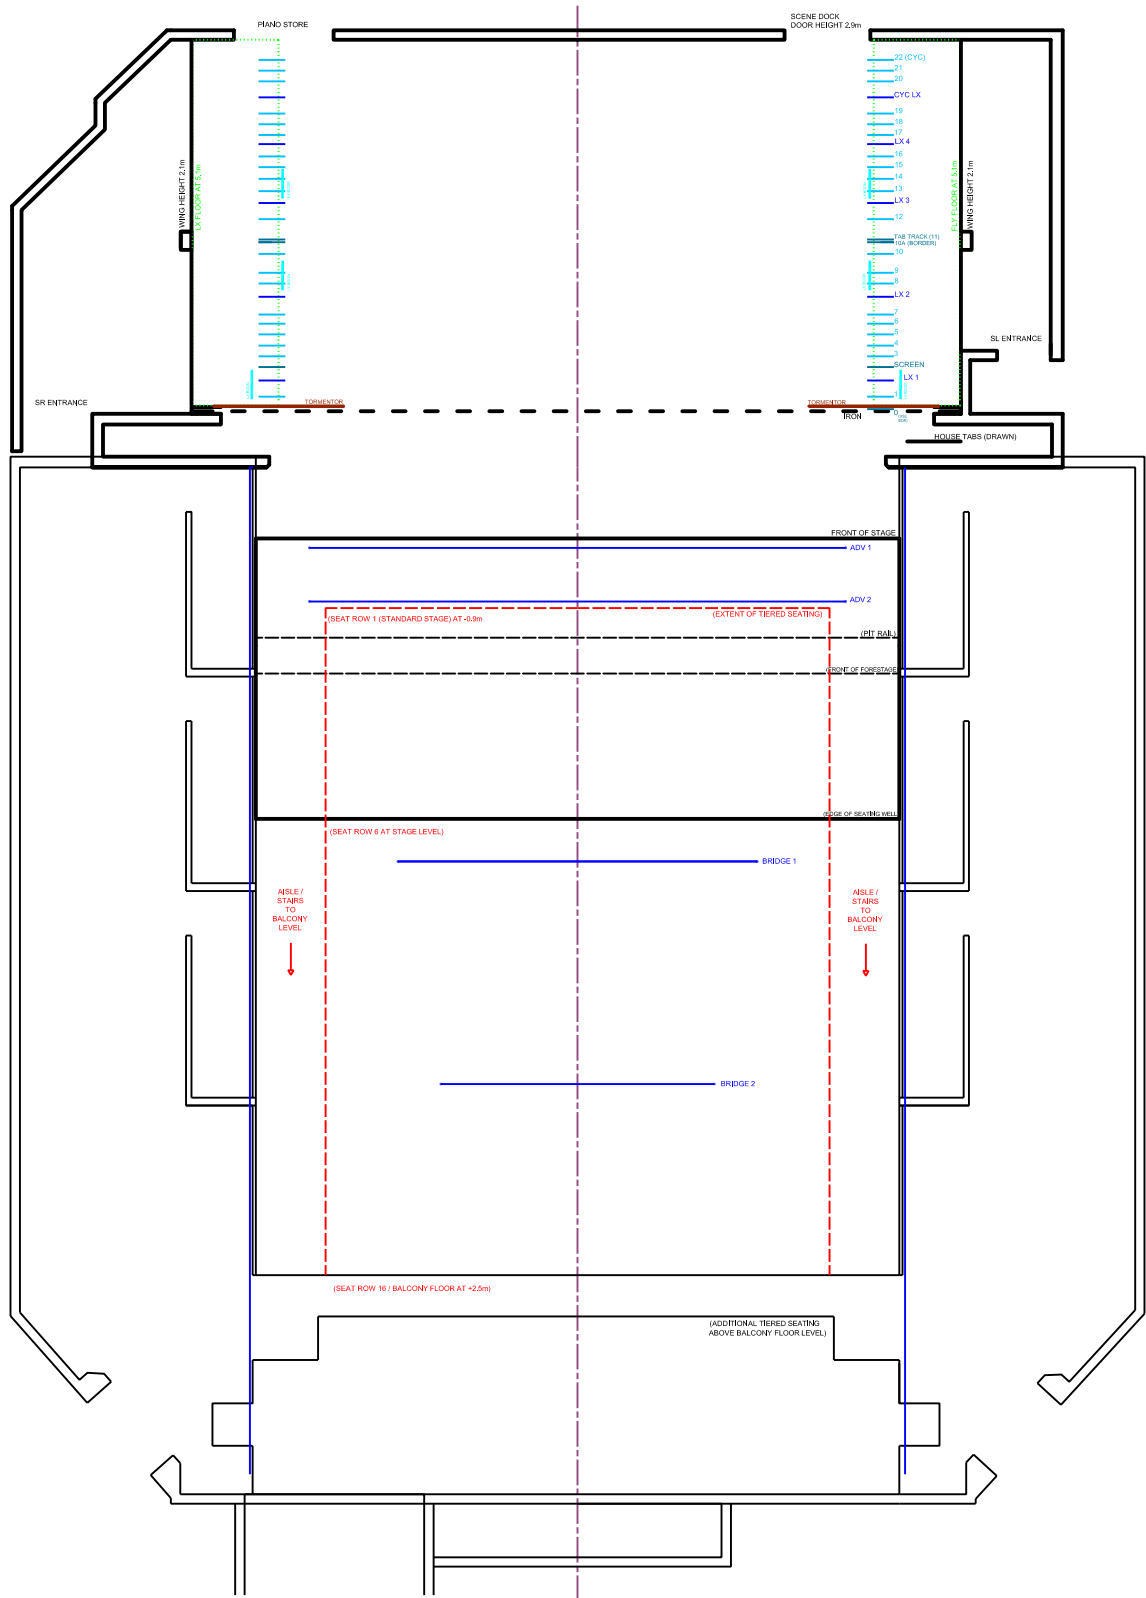 PIANO STORE
SCENE DOCK
DOOR HEIGHT 2.9m
22 (CYC)
21
20
CYC LX
19
18
17
LX 4
16
15
14
13
LX 3
12
TAB TRACK (11)
10A (BORDER)
10
9
8
LX 2
7
6
5
4
3
SCREEN
LX 1
1
0
WING HEIGHT 2.1m
LX FLOOR AT 5.1m
FLY FLOOR AT 5.1m
WING HEIGHT 2.1m
SL ENTRANCE
SR ENTRANCE
TORMENTOR
TORMENTOR
IRON
HOUSE TABS (DRAWN)
FRONT OF STAGE
ADV 1
ADV 2
(SEAT ROW 1 (STANDARD STAGE) AT -0.9m
(EXTENT OF TIERED SEATING)
(PIT RAIL)
(FRONT OF FORESTAGE)
(EDGE OF SEATING WELL)
(SEAT ROW 6 AT STAGE LEVEL)
BRIDGE 1
AISLE /
STAIRS
TO
BALCONY
LEVEL
AISLE /
STAIRS
TO
BALCONY
LEVEL
BRIDGE 2
(SEAT ROW 16 / BALCONY FLOOR AT +2.5m)
(ADDITIONAL TIERED SEATING
ABOVE BALCONY FLOOR LEVEL)